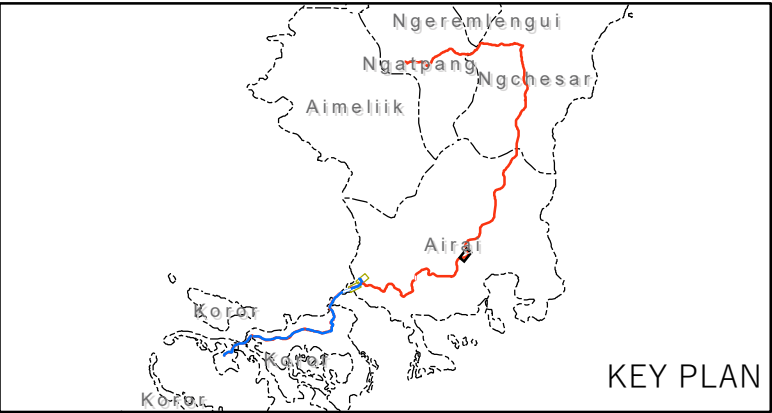 Ngeremlengui
Ngatpang
Ngchesar
Aimeliik
Airai
Koror
Koror
KEY PLAN
Koror